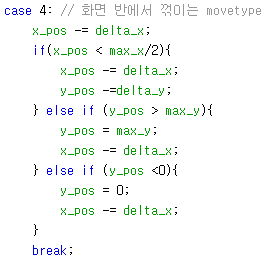 case 4: // 화면 반에서 꺾이는 movetype
x_pos -= delta_x;
if(x_pos < max_x/2){
x_pos -= delta_x;
y_pos -=delta_y;
} else if (y_pos > max_y){
y_pos = max_y;
x_pos -= delta_x;
} else if (y_pos <0){
y_pos = 0;
x_pos -= delta_x;
}
break;